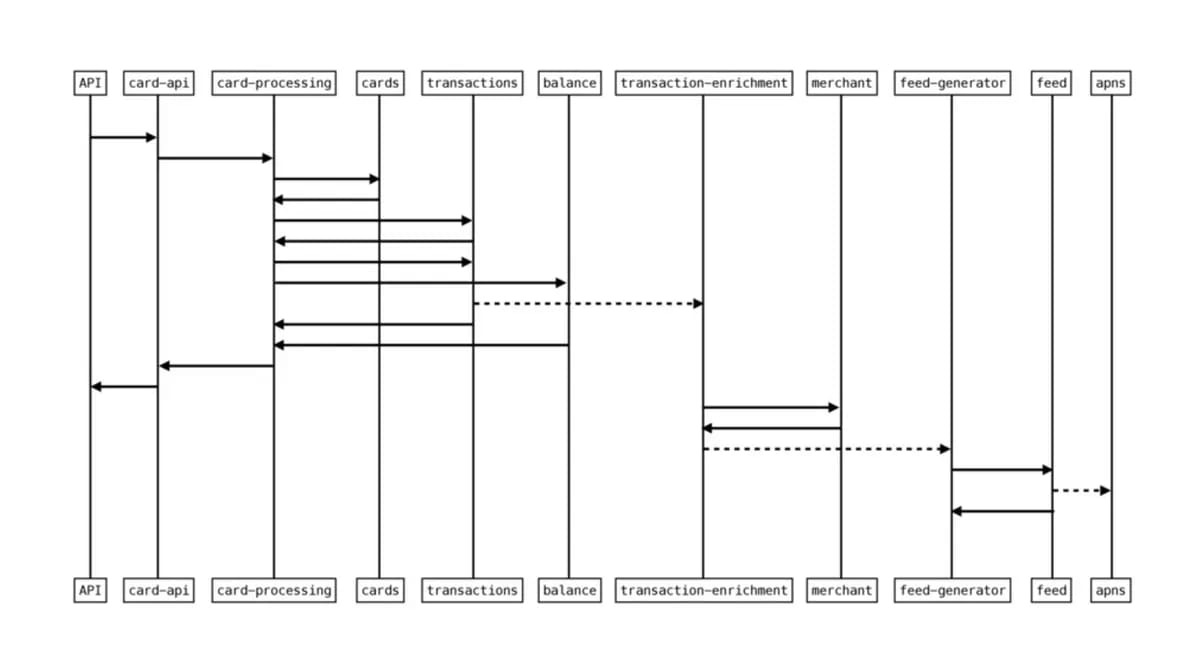 API card-api card-processing cards transactions balance transaction-enrichment merchant feed-generator feed apns
API card-api card-processing cards transactions balance transaction-enrichment merchant feed-generator feed apns